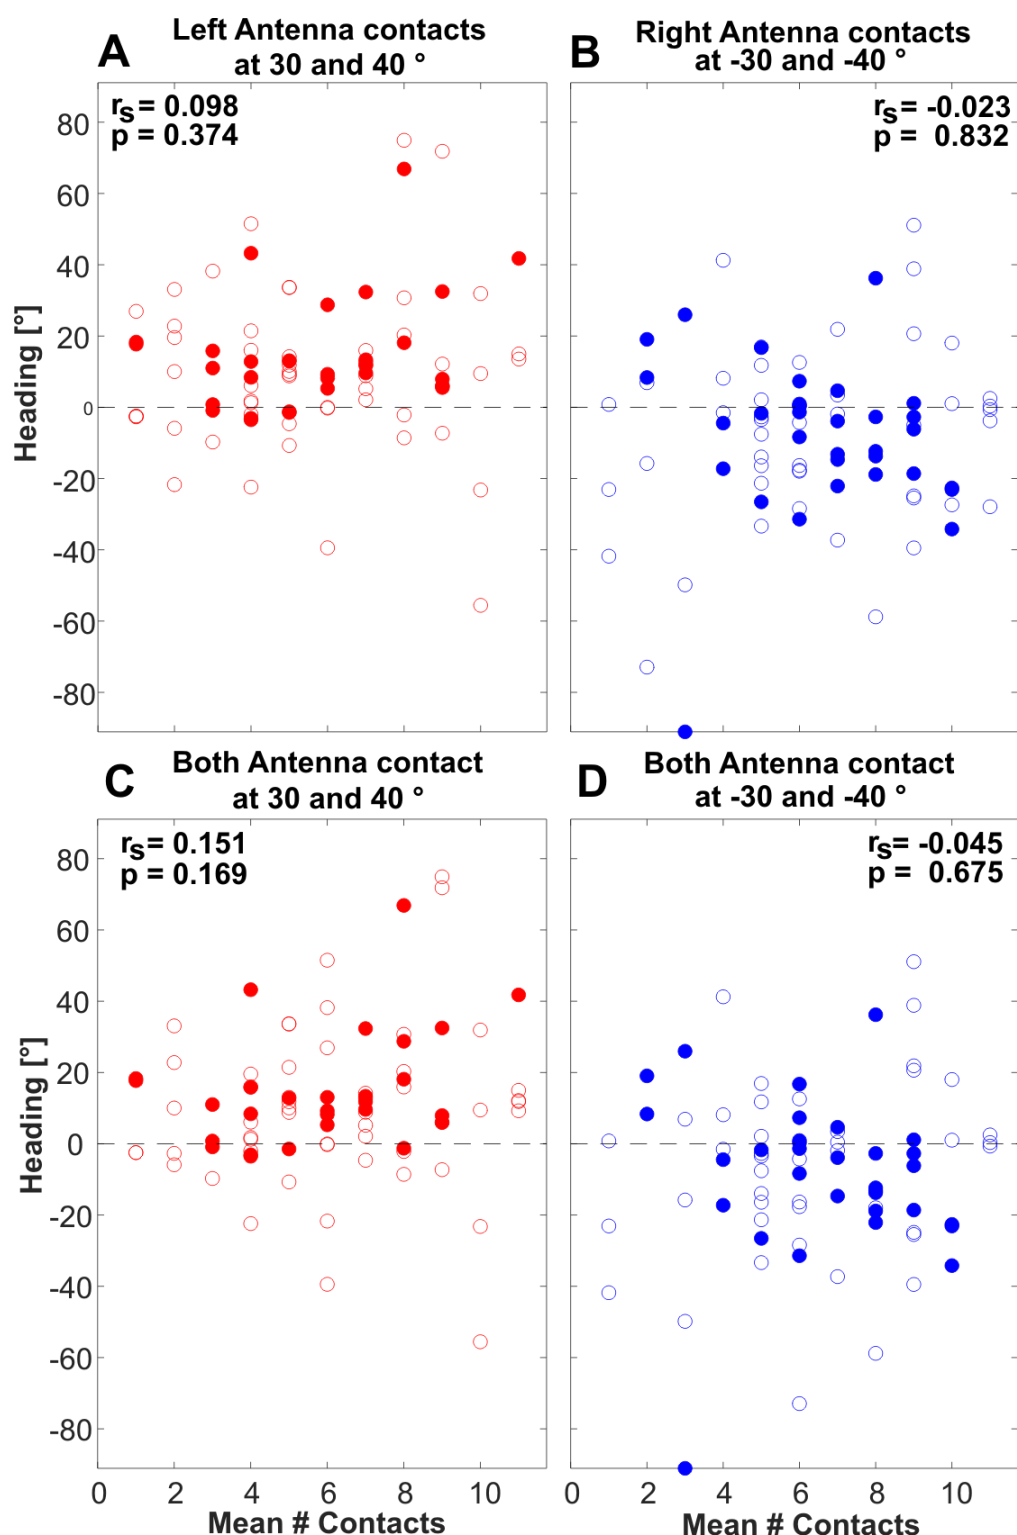 A
Left Antenna contacts
at 30 and 40 °
B
Right Antenna contacts
at -30 and -40 °
rs= 0.098
p = 0.374
rs= -0.023
p = 0.832
80
60
40
20
0
-20
-40
-60
-80
Heading [°]
C
Both Antenna contact
at 30 and 40 °
D
Both Antenna contact
at -30 and -40 °
rs= 0.151
p = 0.169
rs= -0.045
p = 0.675
80
60
40
20
0
-20
-40
-60
-80
Heading [°]
0 2 4 6 8 10
0 2 4 6 8 10
Mean # Contacts
Mean # Contacts